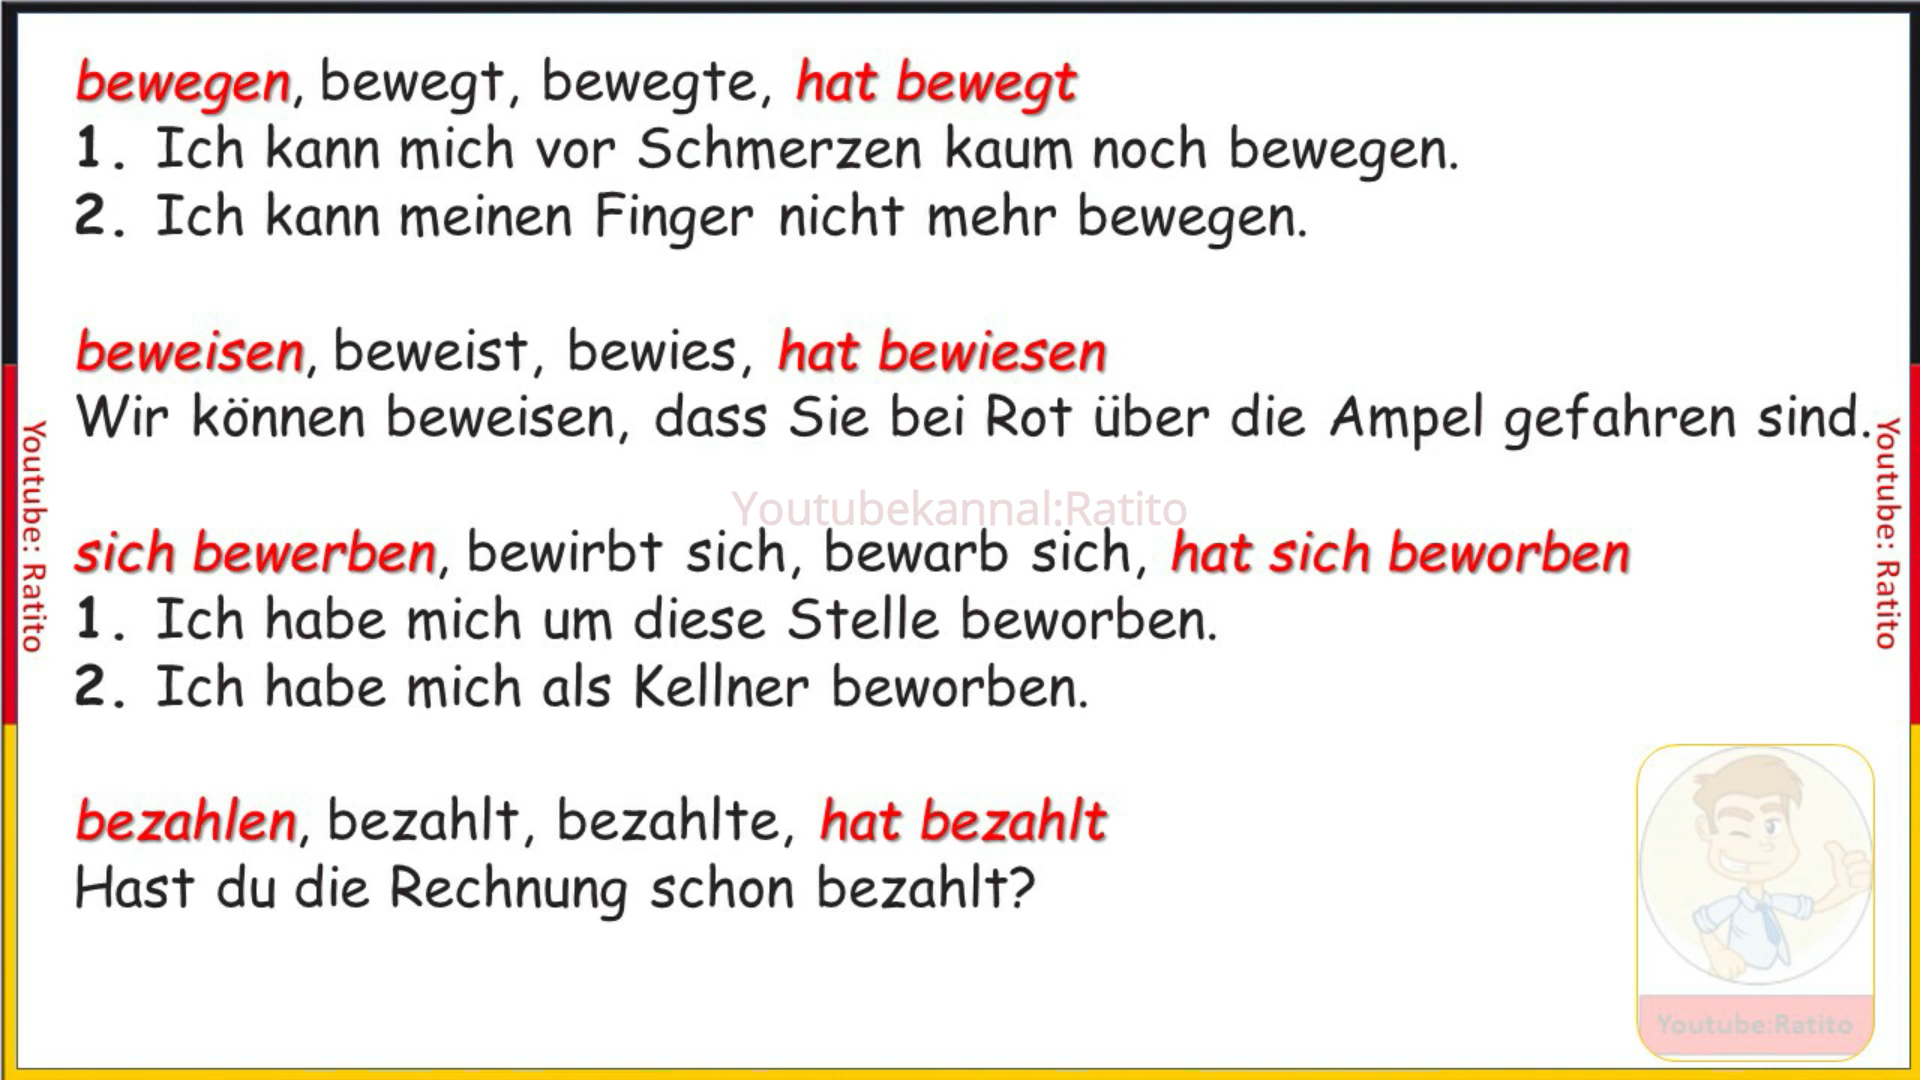 bewegen, bewegt, bewegte, hat bewegt
1. Ich kann mich vor Schmerzen kaum noch bewegen.
2. Ich kann meinen Finger nicht mehr bewegen.
beweisen, beweist, bewies, hat bewiesen
Wir können beweisen, dass Sie bei Rot über die Ampel gefahren sind.
Youtube: Ratito
Youtube: Ratito
Youtubekannal:Ratito
sich bewerben, bewirbt sich, bewarb sich, hat sich beworben
1. Ich habe mich um diese Stelle beworben.
2. Ich habe mich als Kellner beworben.
bezahlen, bezahlt, bezahlte, hat bezahlt
Hast du die Rechnung schon bezahlt?
Youtube:Ratito